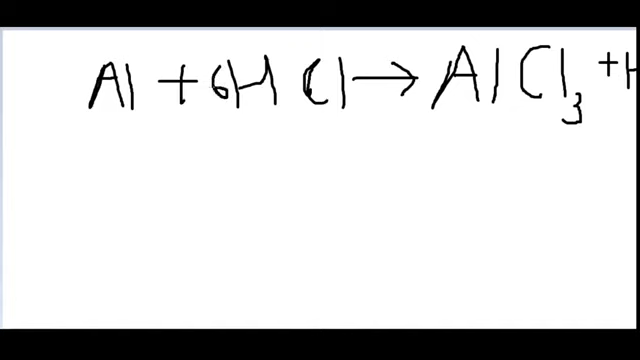 Al + 6HCl → AlCl₃ + H